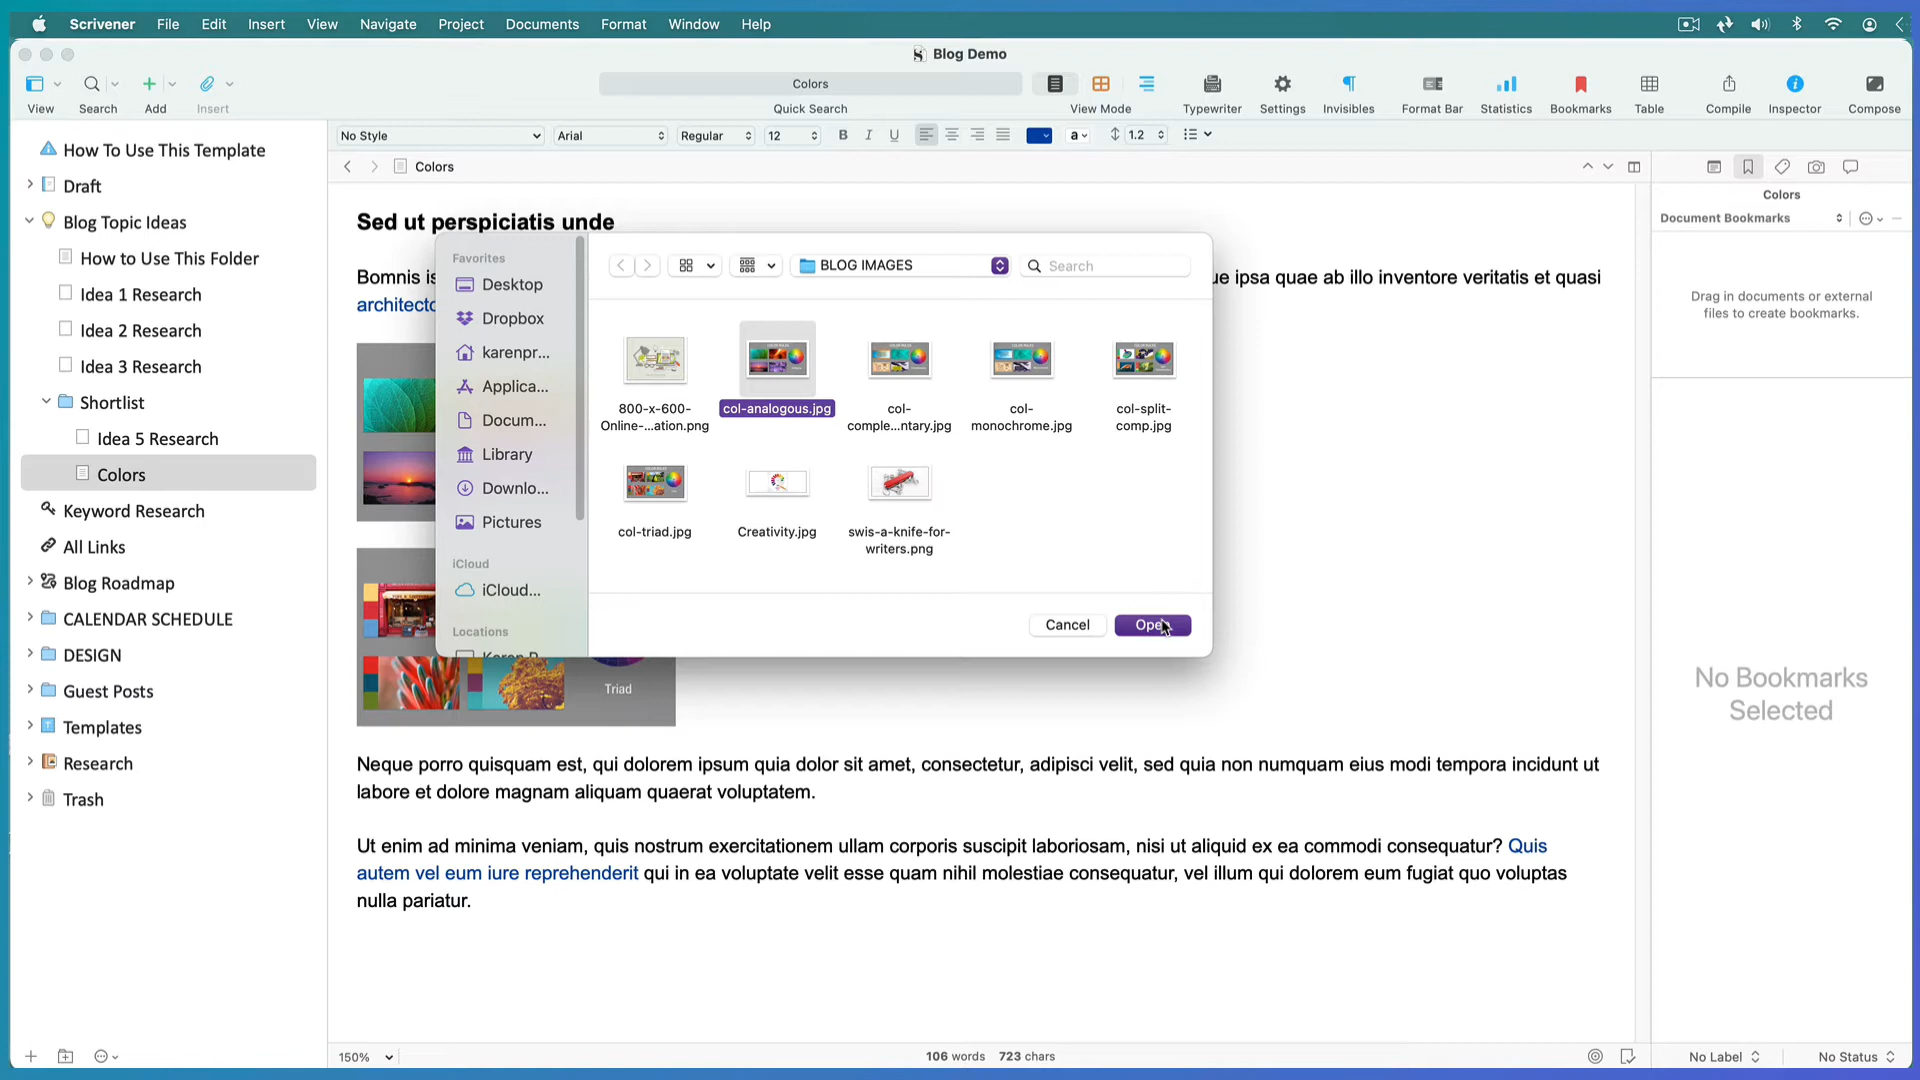 Scrivener File Edit Insert View Navigate Project Documents Format Window Help
Blog Demo
Colors
View Search Add Insert Quick Search View Mode Typewriter Settings Invisibles Format Bar Statistics Bookmarks Table Compile Inspector Compose
No Style Arial Regular 12 B I U a 1.2
How To Use This Template
Draft
Blog Topic Ideas
How to Use This Folder
Idea 1 Research
Idea 2 Research
Idea 3 Research
Shortlist
Idea 5 Research
Colors
Keyword Research
All Links
Blog Roadmap
CALENDAR SCHEDULE
DESIGN
Guest Posts
Templates
Research
Trash
Colors
Sed ut perspiciatis unde
Bomnis is
ue ipsa quae ab illo inventore veritatis et quasi
architecto
Favorites
Desktop
Dropbox
karenpr...
Applica...
Docum...
Library
Downlo...
Pictures
iCloud
iCloud...
Locations
BLOG IMAGES
Search
800-x-600-
Online-...ation.png
col-analogous.jpg
col-
comple...ntary.jpg
col-
monochrome.jpg
col-split-
comp.jpg
col-triad.jpg
Creativity.jpg
swis-a-knife-for-
writers.png
Cancel
Open
Triad
Neque porro quisquam est, qui dolorem ipsum quia dolor sit amet, consectetur, adipisci velit, sed quia non numquam eius modi tempora incidunt ut
labore et dolore magnam aliquam quaerat voluptatem.
Ut enim ad minima veniam, quis nostrum exercitationem ullam corporis suscipit laboriosam, nisi ut aliquid ex ea commodi consequatur? Quis
autem vel eum iure reprehenderit qui in ea voluptate velit esse quam nihil molestiae consequatur, vel illum qui dolorem eum fugiat quo voluptas
nulla pariatur.
Colors
Document Bookmarks
Drag in documents or external
files to create bookmarks.
No Bookmarks
Selected
150%
106 words 723 chars
No Label
No Status